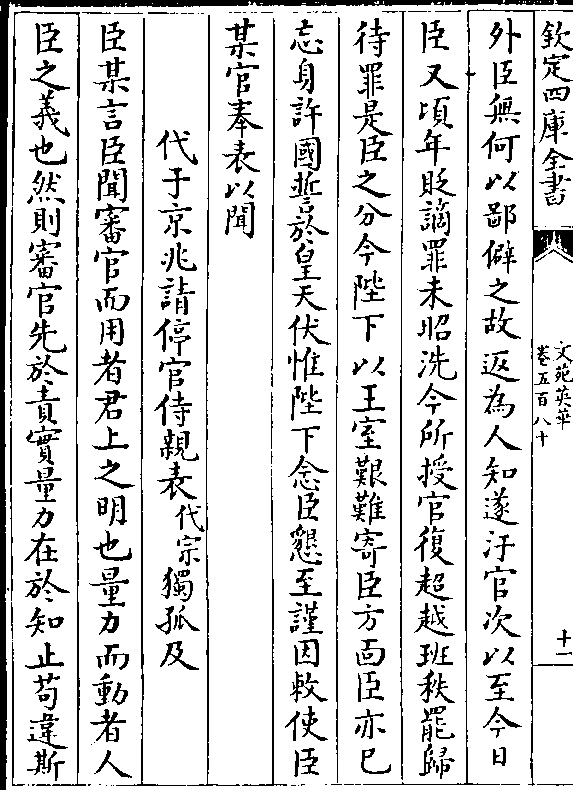 欽定四庫全書
文苑英華
卷五百八十
十一
外臣無何以鄙僻之故返為人知遂汙官次以至今日
臣又頃年貶謫罪未昭洗今所授官復超越班秩罷歸
待罪是臣之分今陛下以王室艱難寄臣方面臣亦已
忘身許國誓於皇天伏惟陛下念臣懇至謹因敕使臣
某官奉表以聞
代于京兆請停官侍親表代宗獨孤及
臣某言臣聞審官而用者君上之明也量力而動者人
臣之義也然則審官先於責實量力在於知止苟違斯